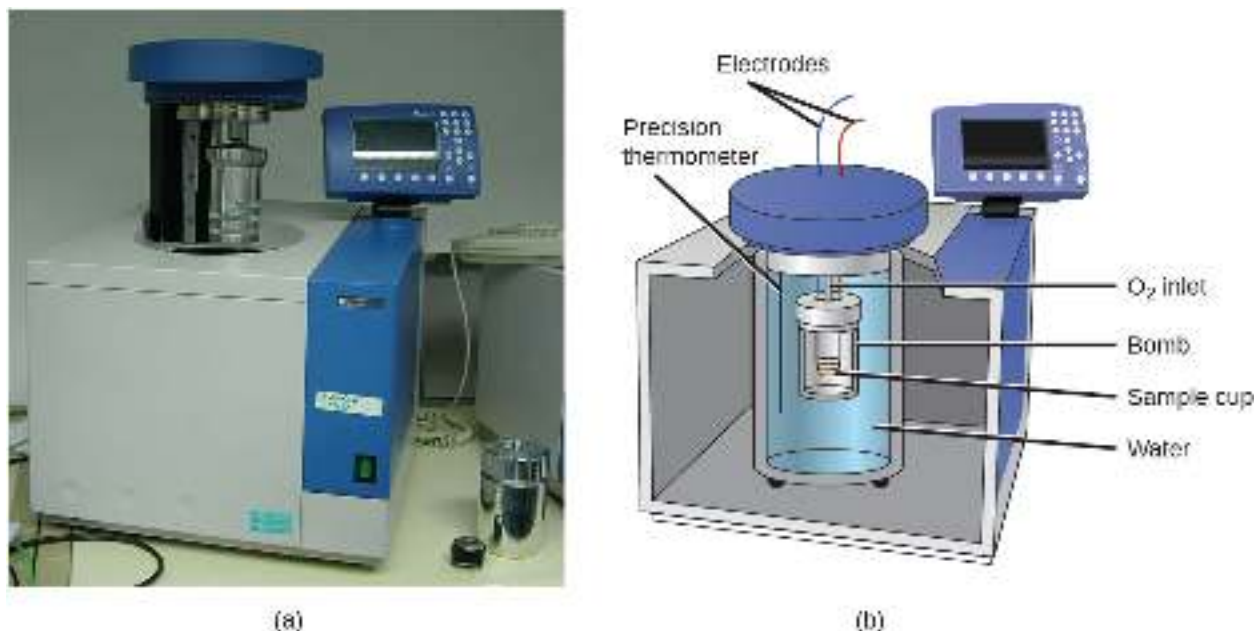 Electrodes
Precision
thermometer
O₂ inlet
Bomb
Sample cup
Water
(a)
(b)